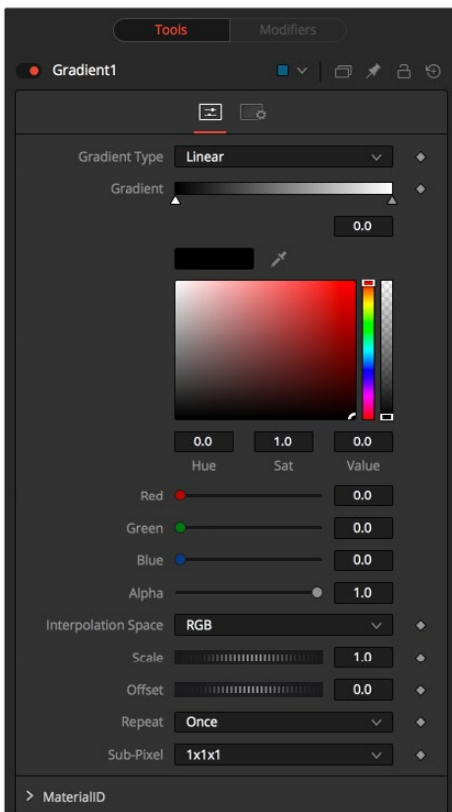 Tools Modifiers
Gradient1
Gradient Type Linear
Gradient
0.0
0.0 1.0 0.0
Hue Sat Value
Red 0.0
Green 0.0
Blue 0.0
Alpha 1.0
Interpolation Space RGB
Scale 1.0
Offset 0.0
Repeat Once
Sub-Pixel 1x1x1
MaterialID